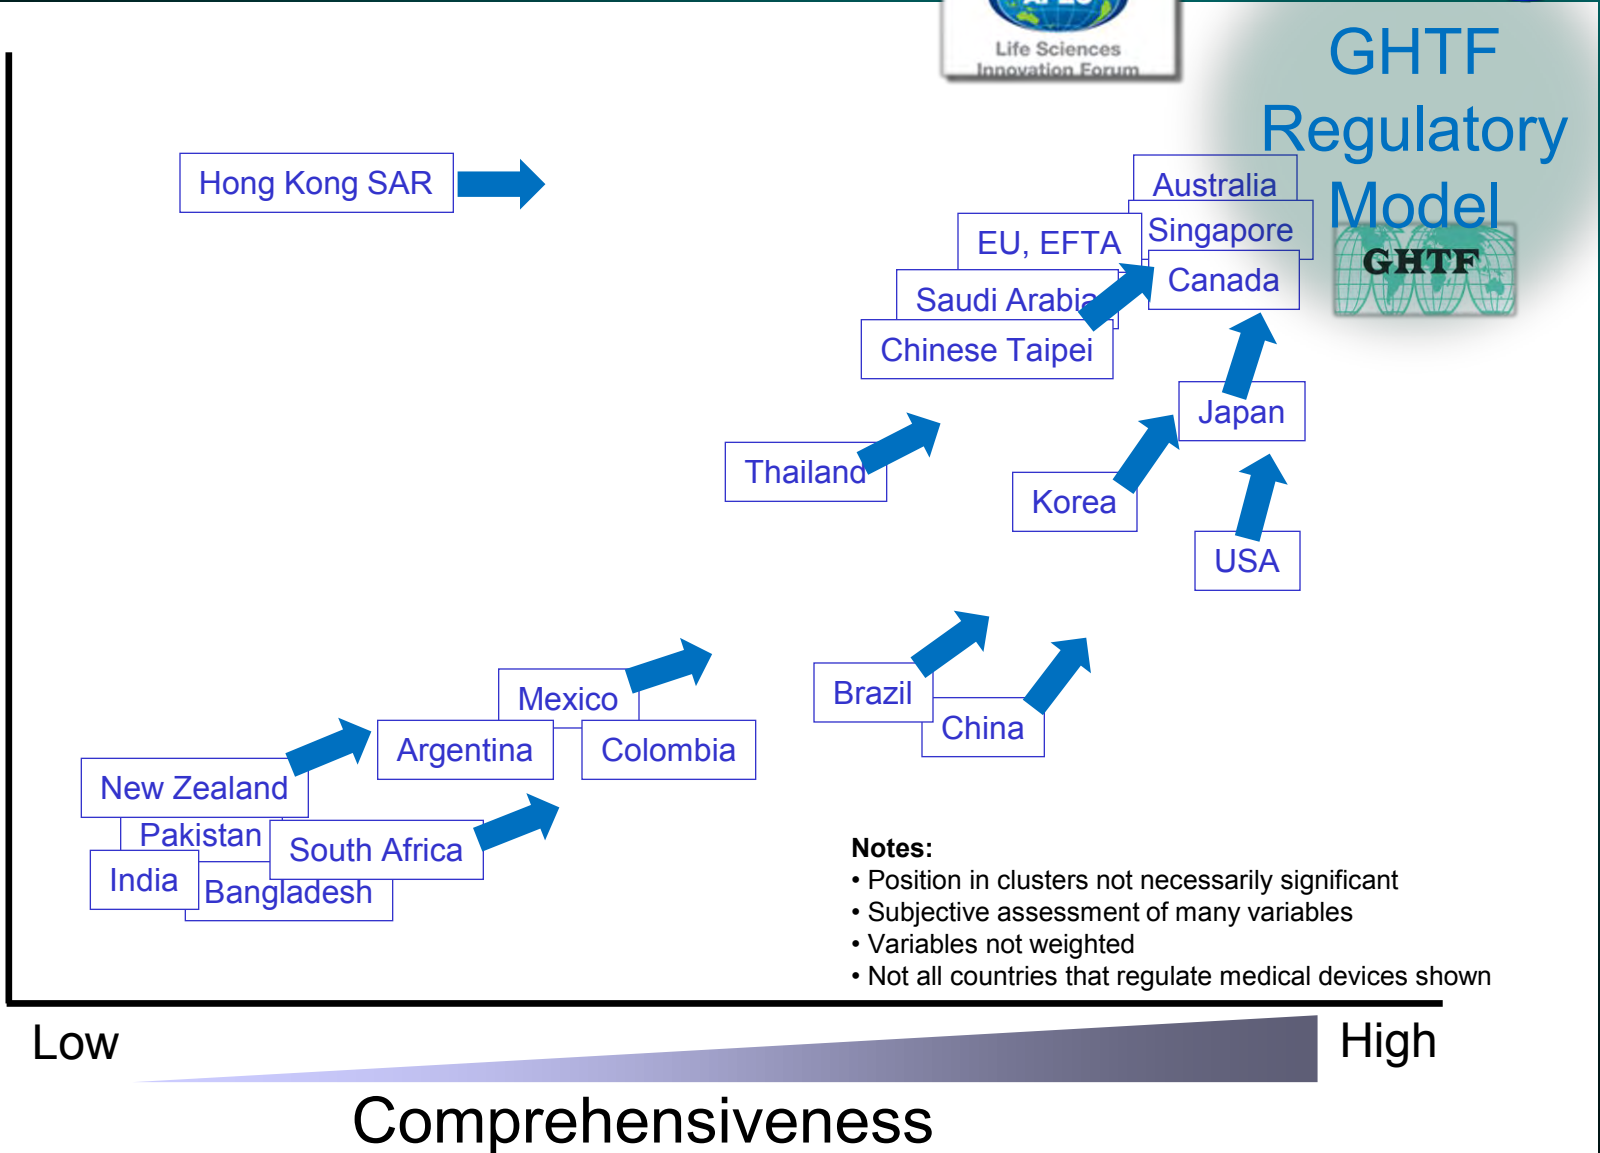 Life Sciences
Innovation Forum
GHTF
Regulatory
Model
GHTF
Hong Kong SAR
Australia
Singapore
EU, EFTA
Canada
Saudi Arabia
Chinese Taipei
Japan
Thailand
Korea
USA
Brazil
Mexico
China
Argentina
Colombia
New Zealand
Pakistan
South Africa
India
Bangladesh
Notes:
• Position in clusters not necessarily significant
• Subjective assessment of many variables
• Variables not weighted
• Not all countries that regulate medical devices shown
Low
High
Comprehensiveness